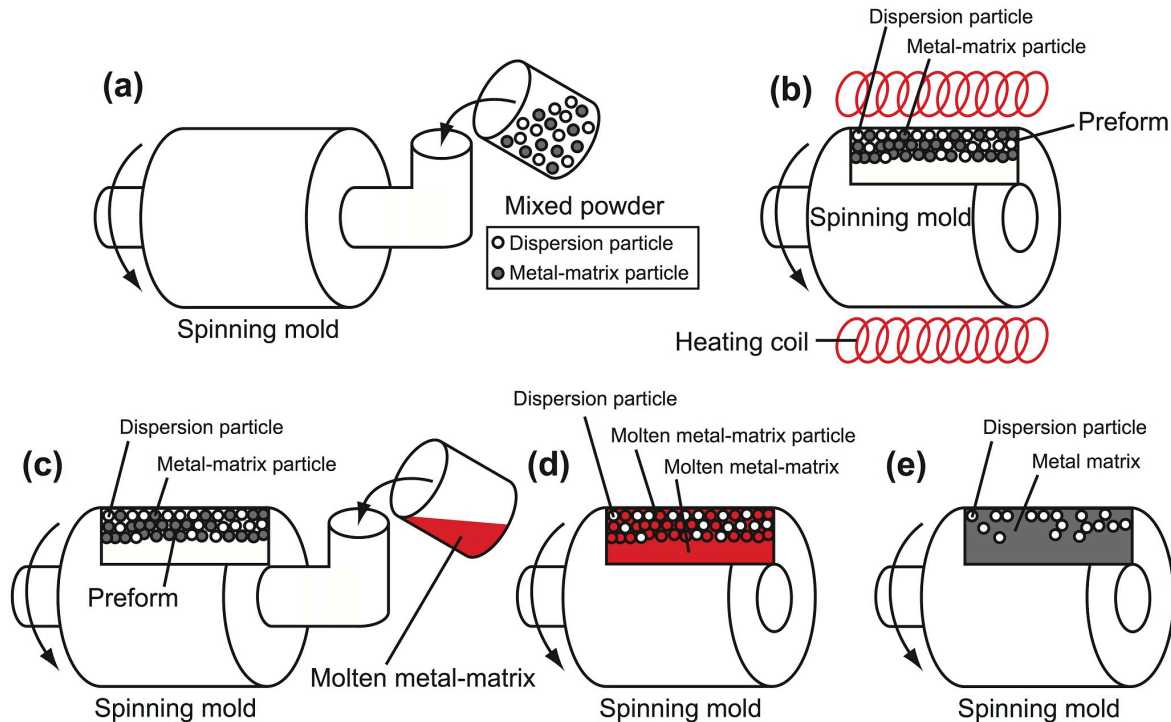 (a)
Mixed powder
Dispersion particle
Metal-matrix particle
Spinning mold
(b)
Dispersion particle
Metal-matrix particle
Preform
Spinning mold
Heating coil
(c)
Dispersion particle
Metal-matrix particle
Preform
Molten metal-matrix
Spinning mold
(d)
Dispersion particle
Molten metal-matrix particle
Molten metal-matrix
Spinning mold
(e)
Dispersion particle
Metal matrix
Spinning mold